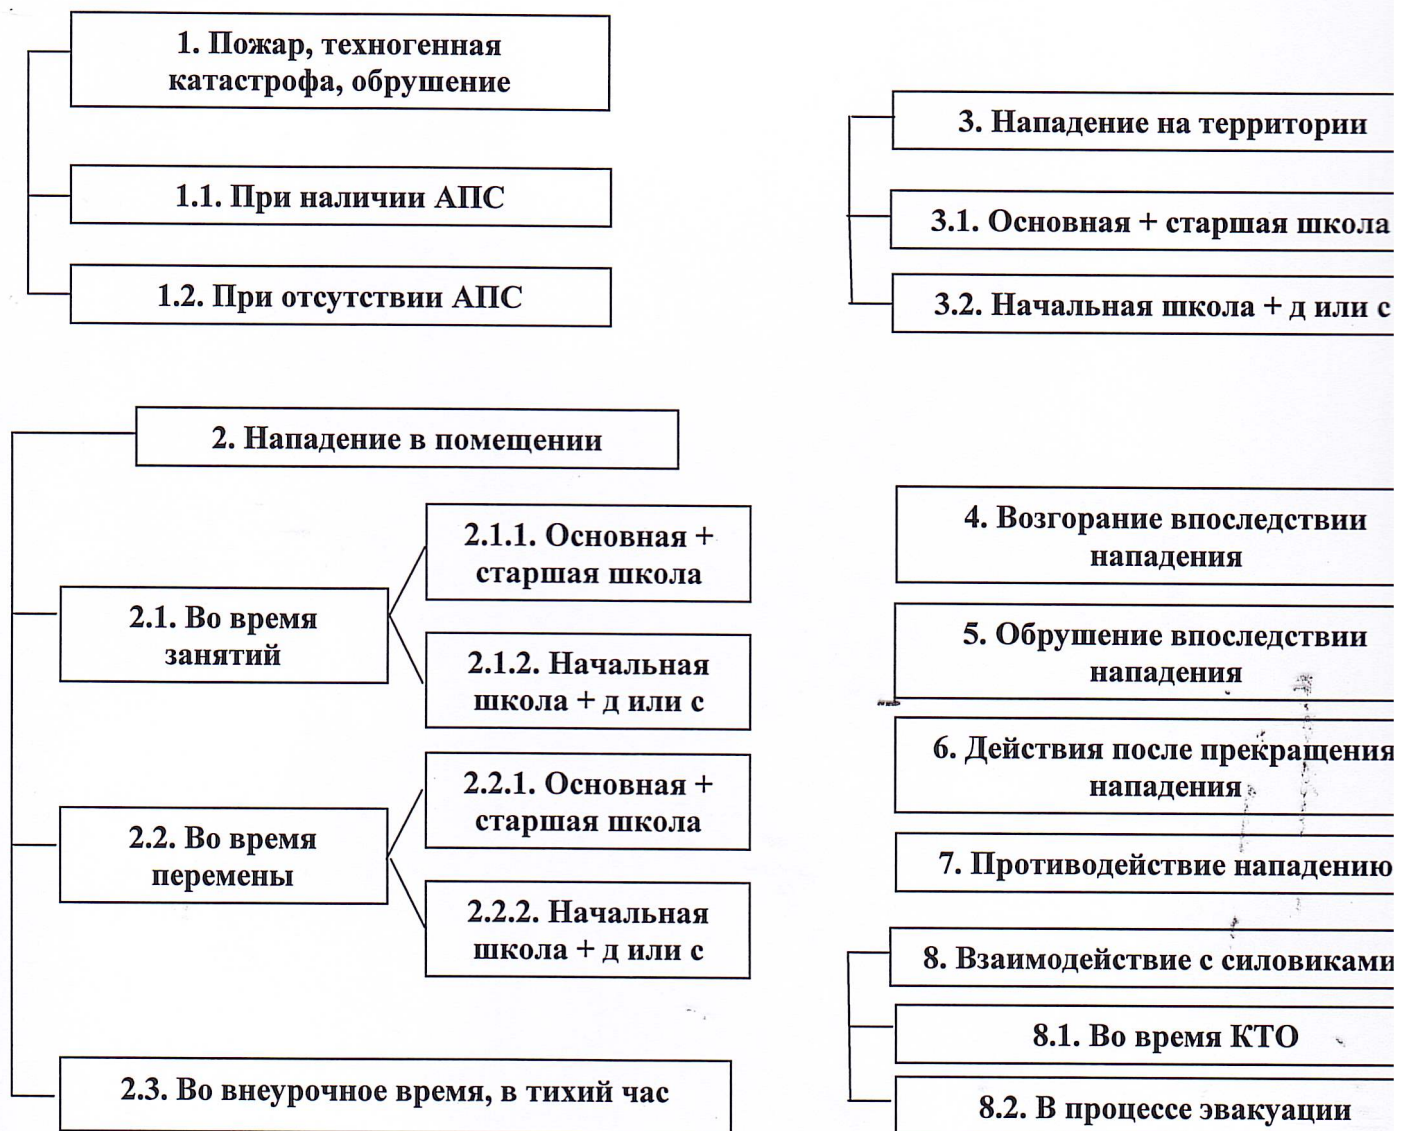 1. Пожар, техногенная
катастрофа, обрушение
1.1. При наличии АПС
1.2. При отсутствии АПС
2. Нападение в помещении
2.1. Во время
занятий
2.1.1. Основная +
старшая школа
2.1.2. Начальная
школа + д или с
2.2. Во время
перемены
2.2.1. Основная +
старшая школа
2.2.2. Начальная
школа + д или с
2.3. Во внеурочное время, в тихий час
3. Нападение на территории
3.1. Основная + старшая школа
3.2. Начальная школа + д или с
4. Возгорание впоследствии
нападения
5. Обрушение впоследствии
нападения
6. Действия после прекращения
нападения
7. Противодействие нападению
8. Взаимодействие с силовиками
8.1. Во время КТО
8.2. В процессе эвакуации